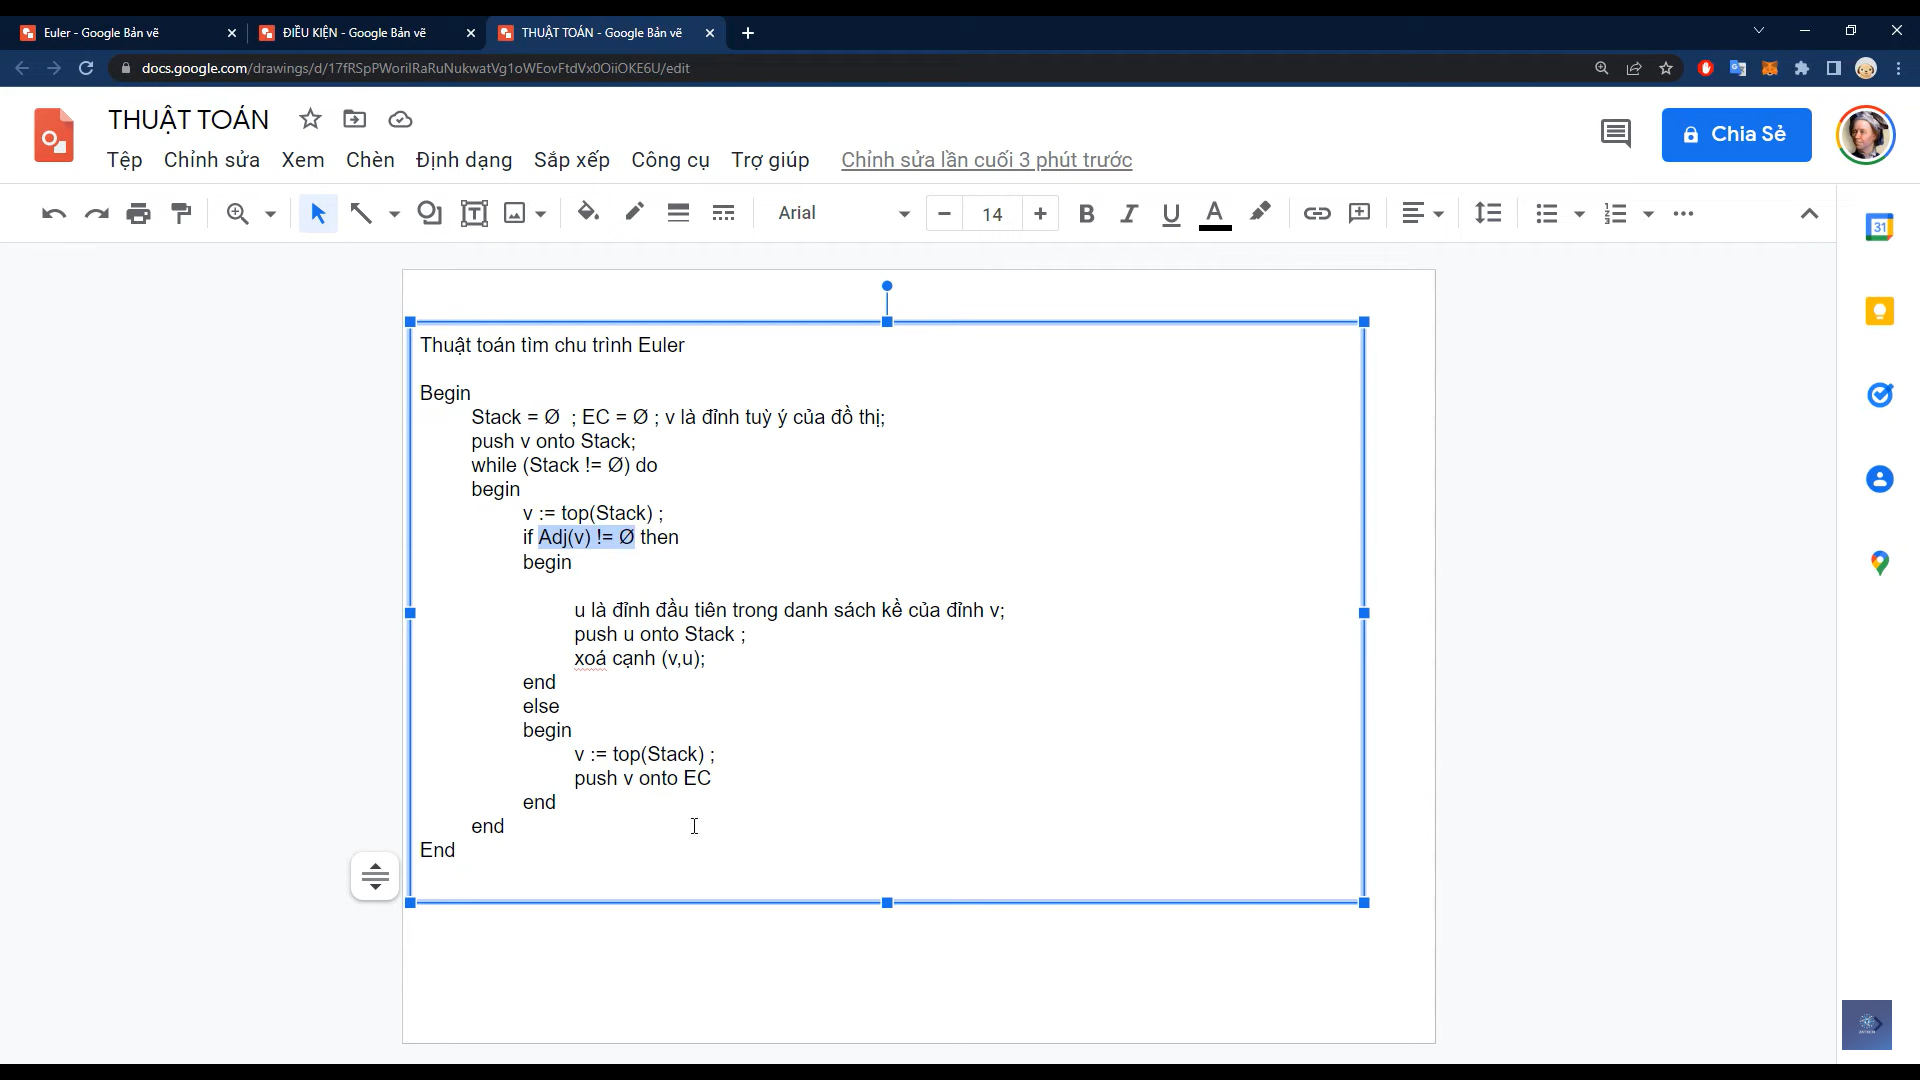 Euler - Google Bản vẽ
ĐIỀU KIỆN - Google Bản vẽ
THUẬT TOÁN - Google Bản vẽ
docs.google.com/drawings/d/17fRSpPWoriIRaRuNukwatVg1oWEovFtdVx0OiiOKE6U/edit
THUẬT TOÁN
Chia Sẻ
Tệp Chỉnh sửa Xem Chèn Định dạng Sắp xếp Công cụ Trợ giúp Chỉnh sửa lần cuối 3 phút trước
Arial 14
31
Thuật toán tìm chu trình Euler
Begin
Stack = Ø ; EC = Ø ; v là đỉnh tuỳ ý của đồ thị;
push v onto Stack;
while (Stack != Ø) do
begin
v := top(Stack) ;
if Adj(v) != Ø then
begin
u là đỉnh đầu tiên trong danh sách kề của đỉnh v;
push u onto Stack ;
xoá cạnh (v,u);
end
else
begin
v := top(Stack) ;
push v onto EC
end
end
End